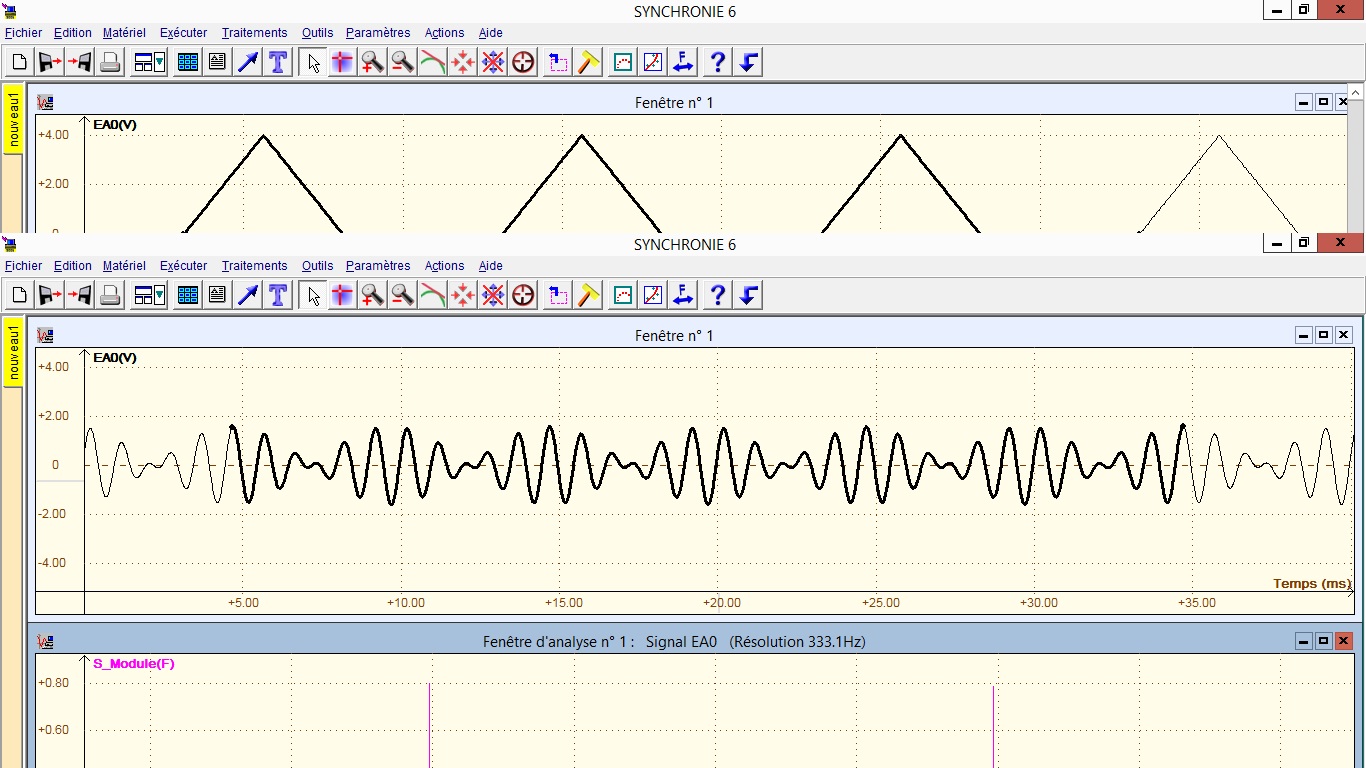 SYNCHRONIE 6
Fichier Edition Matériel Exécuter Traitements Outils Paramètres Actions Aide
nouveau1
Fenêtre n° 1
EA0(V)
+4.00
+2.00
0
SYNCHRONIE 6
Fichier Edition Matériel Exécuter Traitements Outils Paramètres Actions Aide
nouveau1
Fenêtre n° 1
EA0(V)
+4.00
+2.00
0
-2.00
-4.00
Temps (ms)
+5.00 +10.00 +15.00 +20.00 +25.00 +30.00 +35.00
Fenêtre d'analyse n° 1 : Signal EA0 (Résolution 333.1Hz)
S_Module(F)
+0.80
+0.60